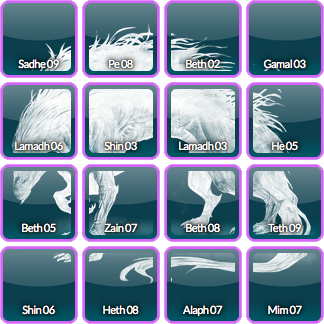 Sadhe 09
Pe 08
Beth 02
Gamal 03
Lamadh 06
Shin 03
Lamadh 03
He 05
Beth 05
Zain 07
Beth 08
Teth 09
Shin 06
Heth 08
Alaph 07
Mim 07